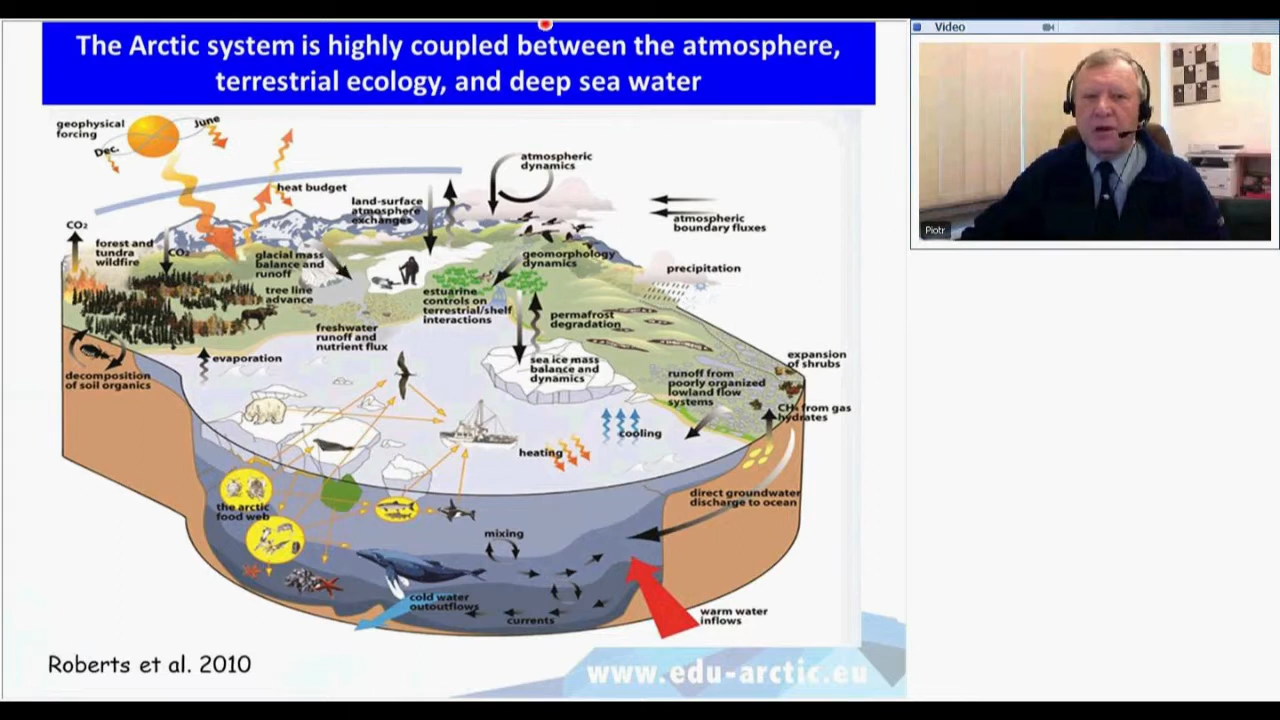 The Arctic system is highly coupled between the atmosphere,
terrestrial ecology, and deep sea water
Video
Piotr
geophysical
forcing
June
Dec.
heat budget
atmospheric
dynamics
land-surface
atmosphere
exchanges
atmospheric
boundary fluxes
CO₂
forest and
tundra
wildfire
CO₂
glacial mass
balance and
runoff
geomorphology
dynamics
precipitation
tree line
advance
estuarine
controls on
terrestrial/shelf
interactions
permafrost
degradation
freshwater
runoff and
nutrient flux
evaporation
decomposition
of soil organics
sea ice mass
balance and
dynamics
expansion
of shrubs
runoff from
poorly organized
lowland flow
systems
CH₄ from gas
hydrates
cooling
heating
direct groundwater
discharge to ocean
the arctic
food web
mixing
cold water
outoutflows
currents
warm water
inflows
Roberts et al. 2010
www.edu-arctic.eu